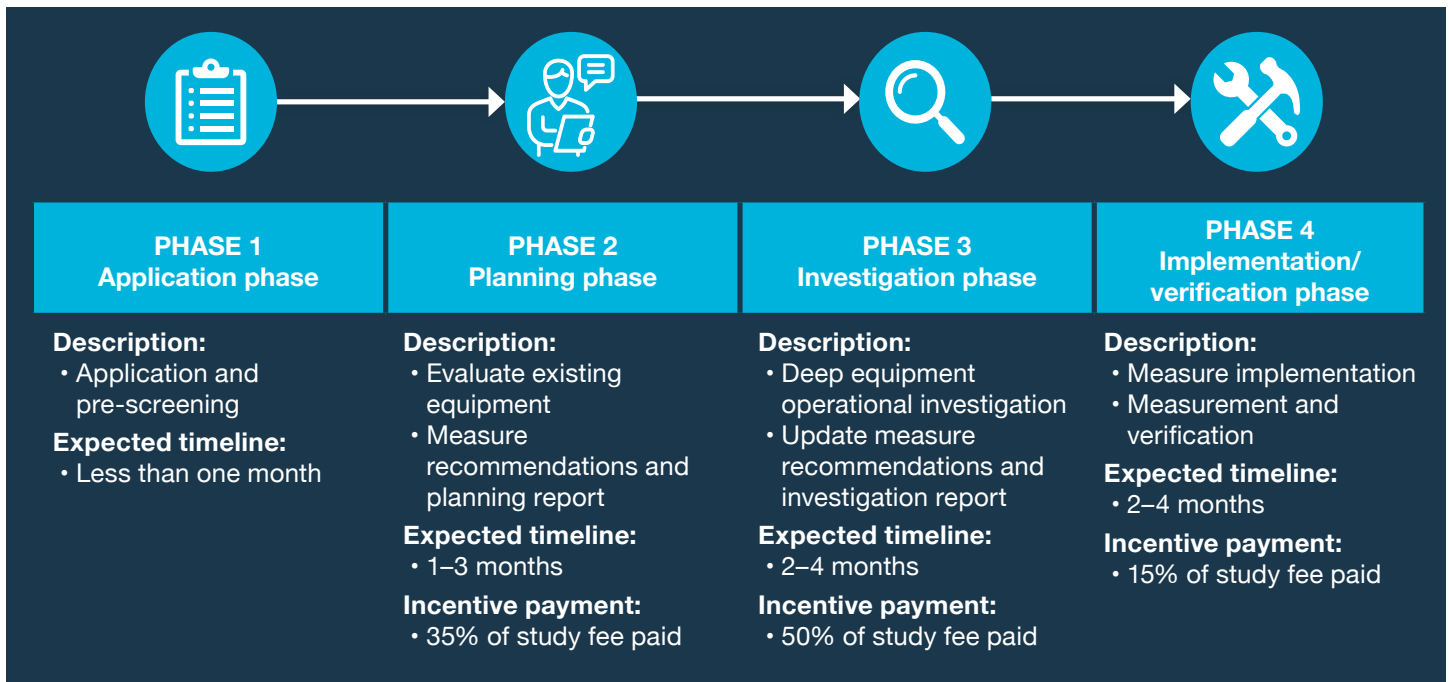 PHASE 1
Application phase
Description:
• Application and
pre-screening
Expected timeline:
• Less than one month
PHASE 2
Planning phase
Description:
• Evaluate existing
equipment
• Measure
recommendations and
planning report
Expected timeline:
• 1–3 months
Incentive payment:
• 35% of study fee paid
PHASE 3
Investigation phase
Description:
• Deep equipment
operational investigation
• Update measure
recommendations and
investigation report
Expected timeline:
• 2–4 months
Incentive payment:
• 50% of study fee paid
PHASE 4
Implementation/
verification phase
Description:
• Measure implementation
• Measurement and
verification
Expected timeline:
• 2–4 months
Incentive payment:
• 15% of study fee paid